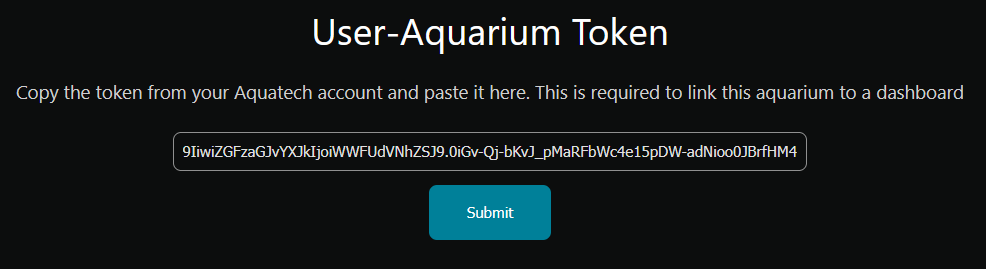 User-Aquarium Token
Copy the token from your Aquatech account and paste it here. This is required to link this aquarium to a dashboard
9IiwiZGFzaGJvYXJkIjoiWWFUdVNhZSJ9.0iGv-Qj-bKvJ_pMaRFbWc4e15pDW-adNioo0JBrfHM4
Submit